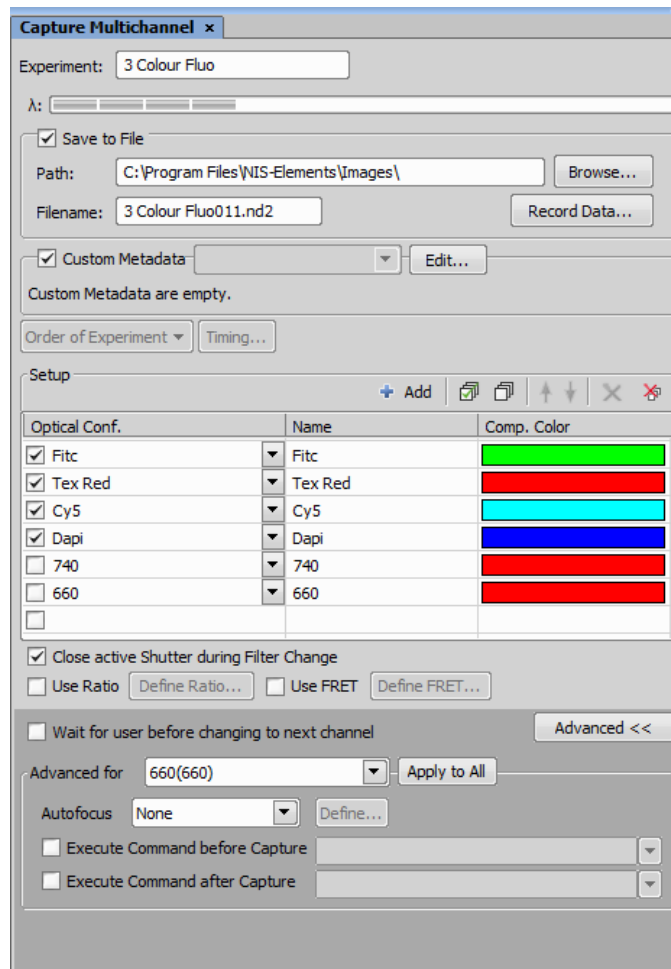 Capture Multichannel x
Experiment: 3 Colour Fluo
λ:
Save to File
Path: C:\Program Files\NIS-Elements\Images\ Browse...
Filename: 3 Colour Fluo011.nd2 Record Data...
Custom Metadata Edit...
Custom Metadata are empty.
Order of Experiment Timing...
Setup
Add
Optical Conf. Name Comp. Color
Fitc Fitc
Tex Red Tex Red
Cy5 Cy5
Dapi Dapi
740 740
660 660
Close active Shutter during Filter Change
Use Ratio Define Ratio... Use FRET Define FRET...
Wait for user before changing to next channel Advanced <<
Advanced for 660(660) Apply to All
Autofocus None Define...
Execute Command before Capture
Execute Command after Capture